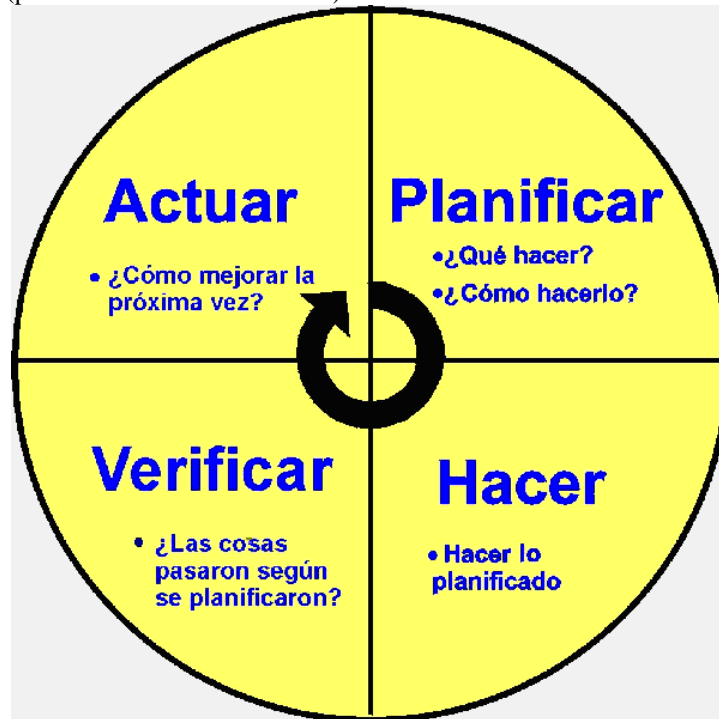 Actuar
• ¿Cómo mejorar la
próxima vez?
Planificar
•¿Qué hacer?
•¿Cómo hacerlo?
Verificar
• ¿Las cosas
pasaron según
se planificaron?
Hacer
• Hacer lo
planificado